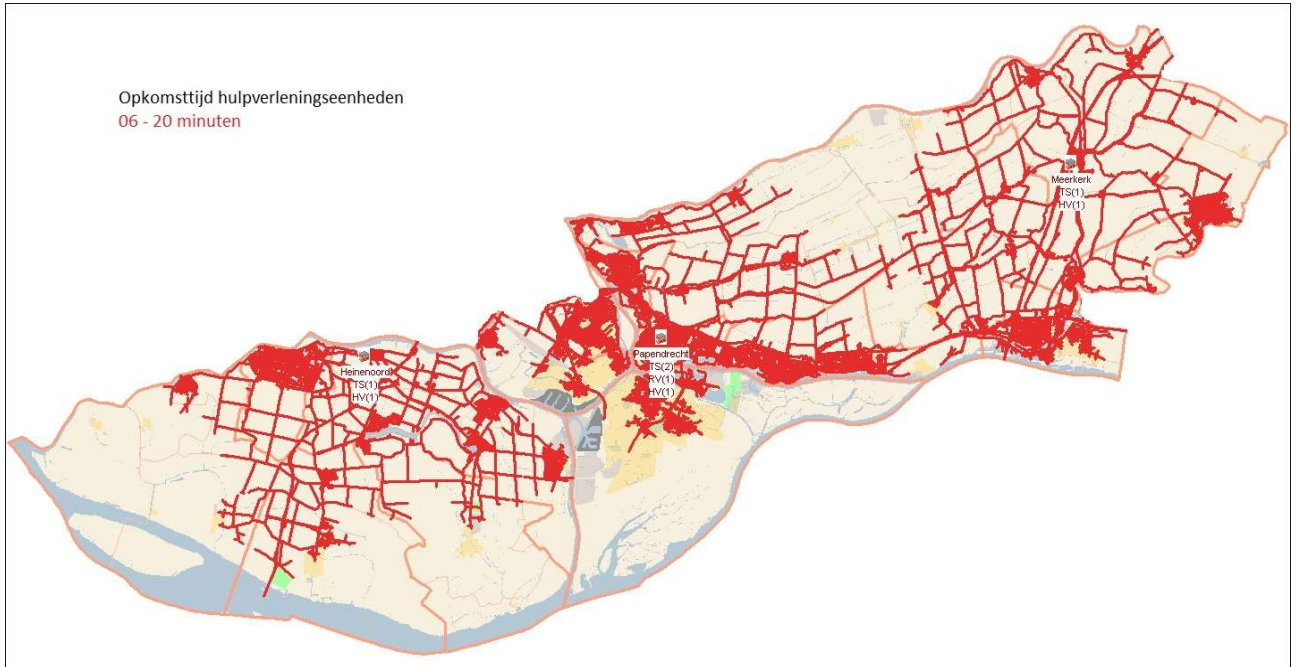 Opkomsttijd hulpverleningseenheden
06 - 20 minuten
Meerkerk
TS(1)
HV(1)
Papendrecht
TS(2)
RV(1)
HV(1)
Heinenoord
TS(1)
HV(1)